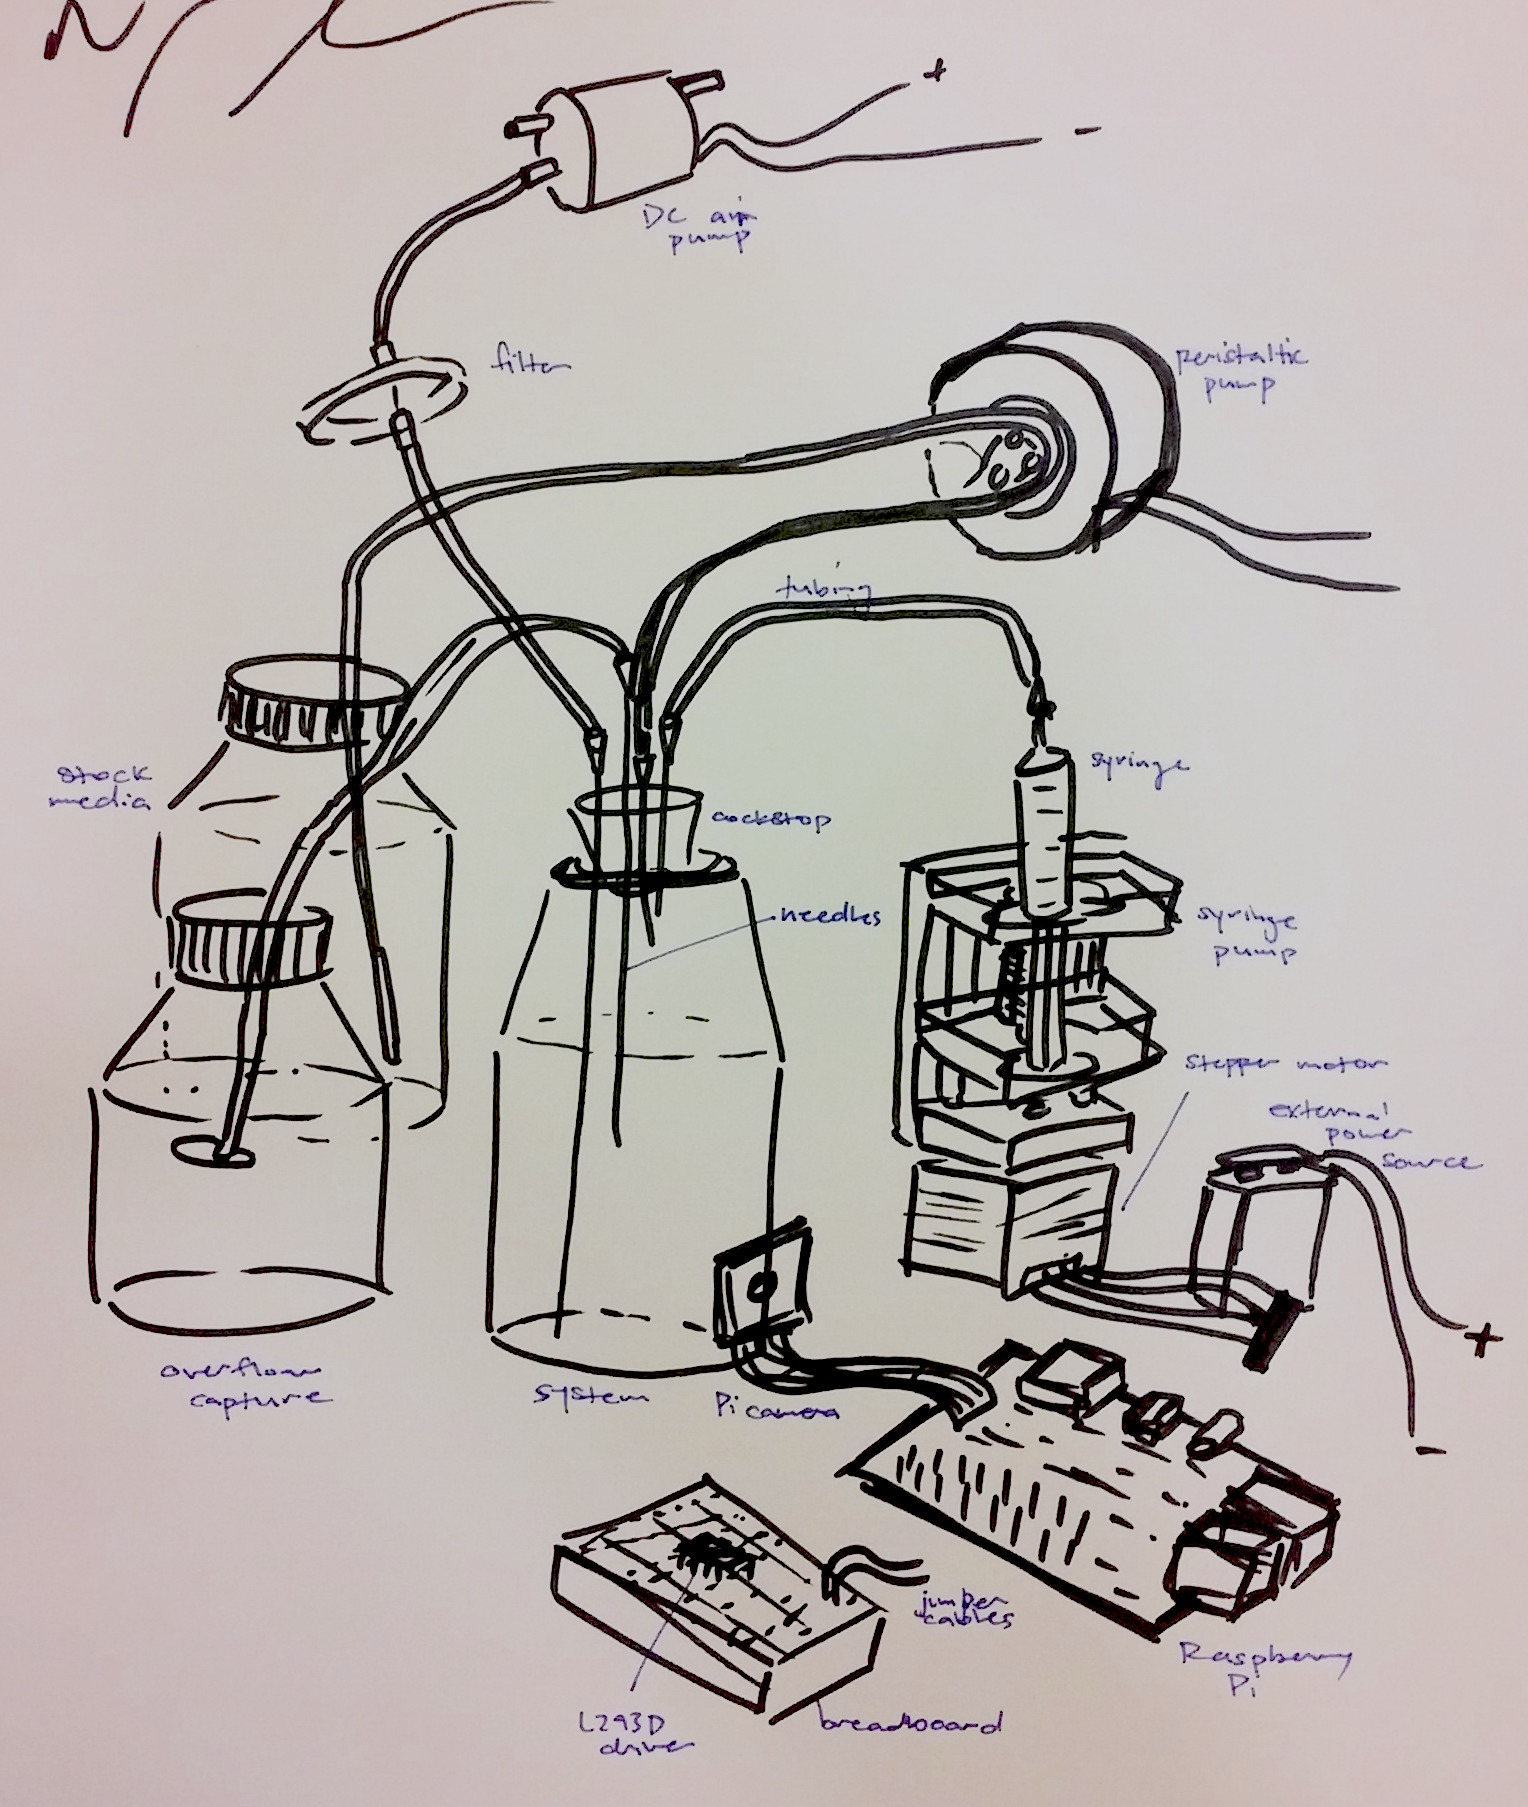 +
-
DC air
pump
filter
peristaltic
pump
tubing
syringe
stock
media
needles
syringe
pump
stepper motor
external
power
source
+
-
overflow
capture
system
Pi camera
jumper
cables
Raspberry
Pi
L293D
driver
breadboard